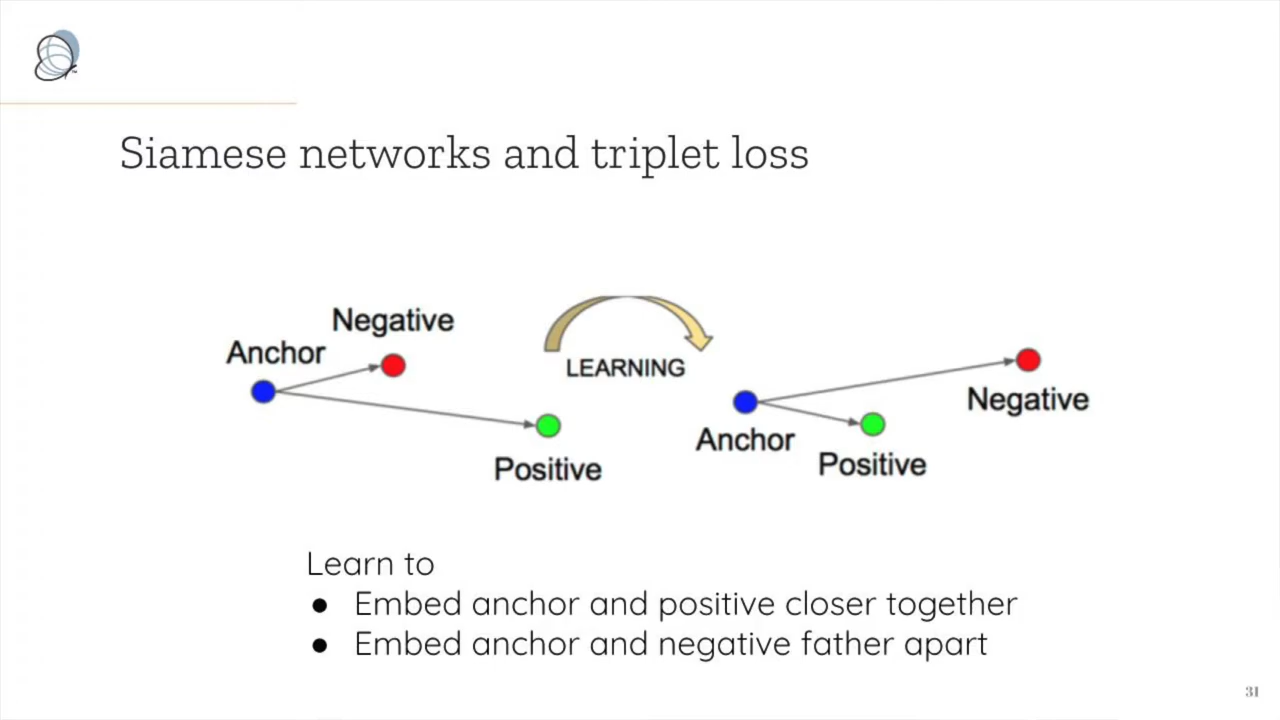 Siamese networks and triplet loss
Negative
Anchor
LEARNING
Positive
Negative
Anchor
Positive
Learn to
● Embed anchor and positive closer together
● Embed anchor and negative father apart
31